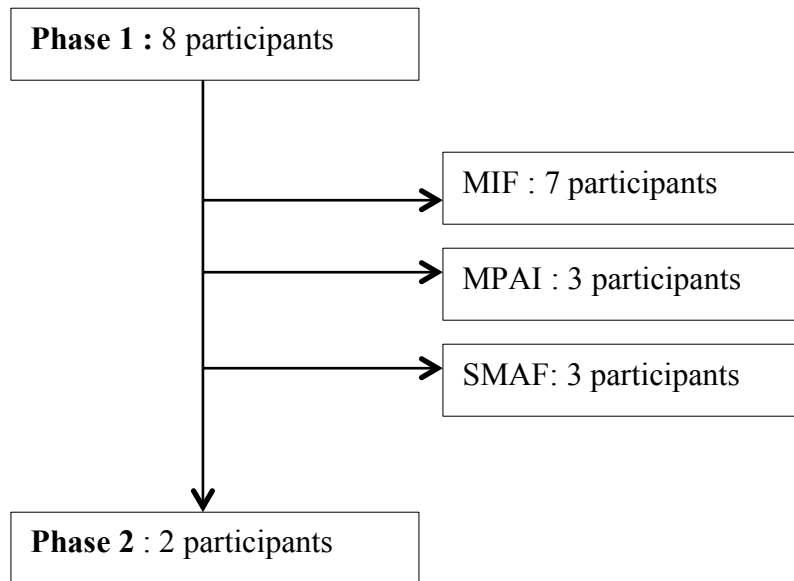 Phase 1 : 8 participants
MIF : 7 participants
MPAI : 3 participants
SMAF: 3 participants
Phase 2 : 2 participants